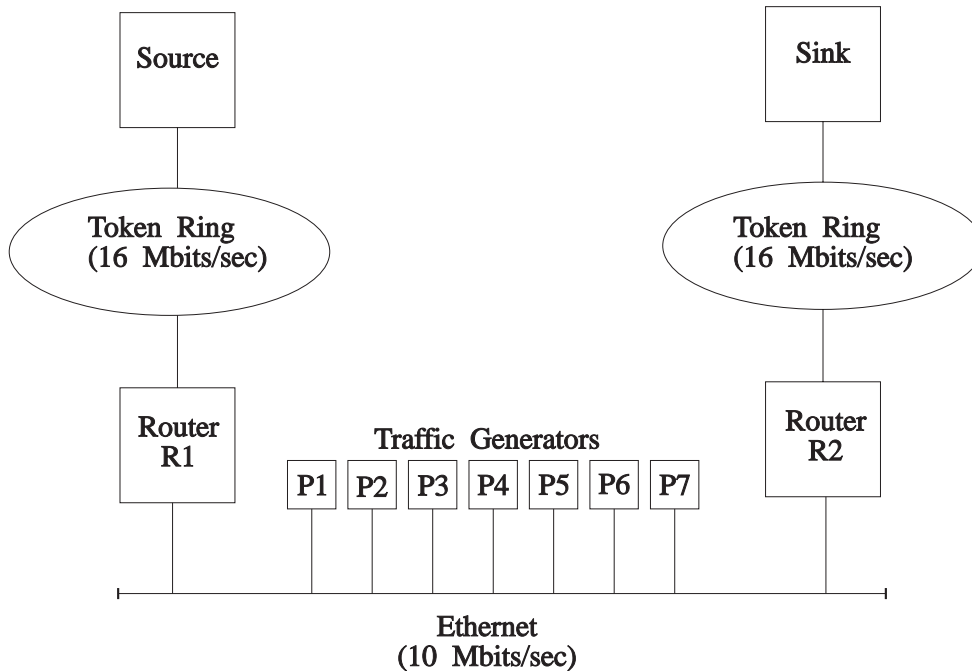 Source
Sink
Token Ring
(16 Mbits/sec)
Token Ring
(16 Mbits/sec)
Router
R1
Router
R2
Traffic Generators
P1 P2 P3 P4 P5 P6 P7
Ethernet
(10 Mbits/sec)